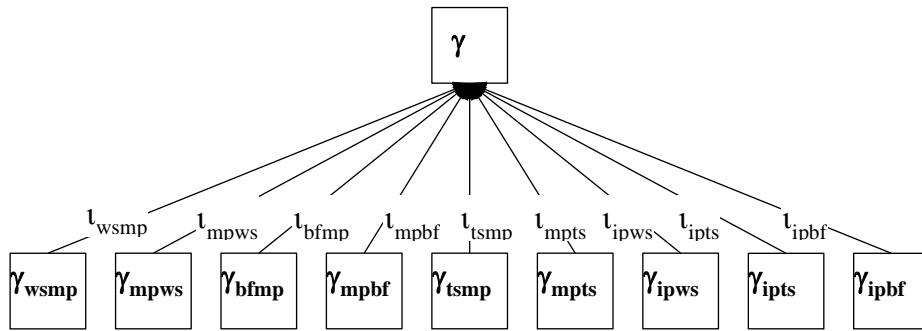 γ
ι_wsmp ι_mpws ι_bfmp ι_mpbf ι_tsmp ι_mpts ι_ipws ι_ipts ι_ipbf
γ_wsmp γ_mpws γ_bfmp γ_mpbf γ_tsmp γ_mpts γ_ipws γ_ipts γ_ipbf